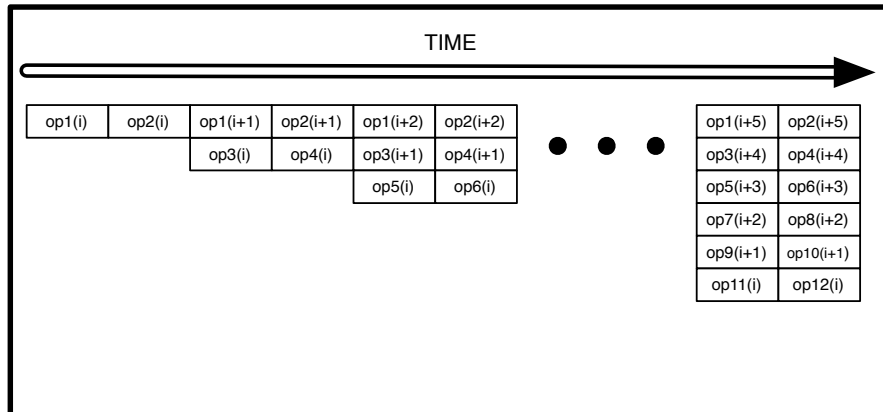 TIME
op1(i) op2(i) op1(i+1) op2(i+1) op1(i+2) op2(i+2) op1(i+5) op2(i+5)
op3(i) op4(i) op3(i+1) op4(i+1) op3(i+4) op4(i+4)
op5(i) op6(i) op5(i+3) op6(i+3)
op7(i+2) op8(i+2)
op9(i+1) op10(i+1)
op11(i) op12(i)